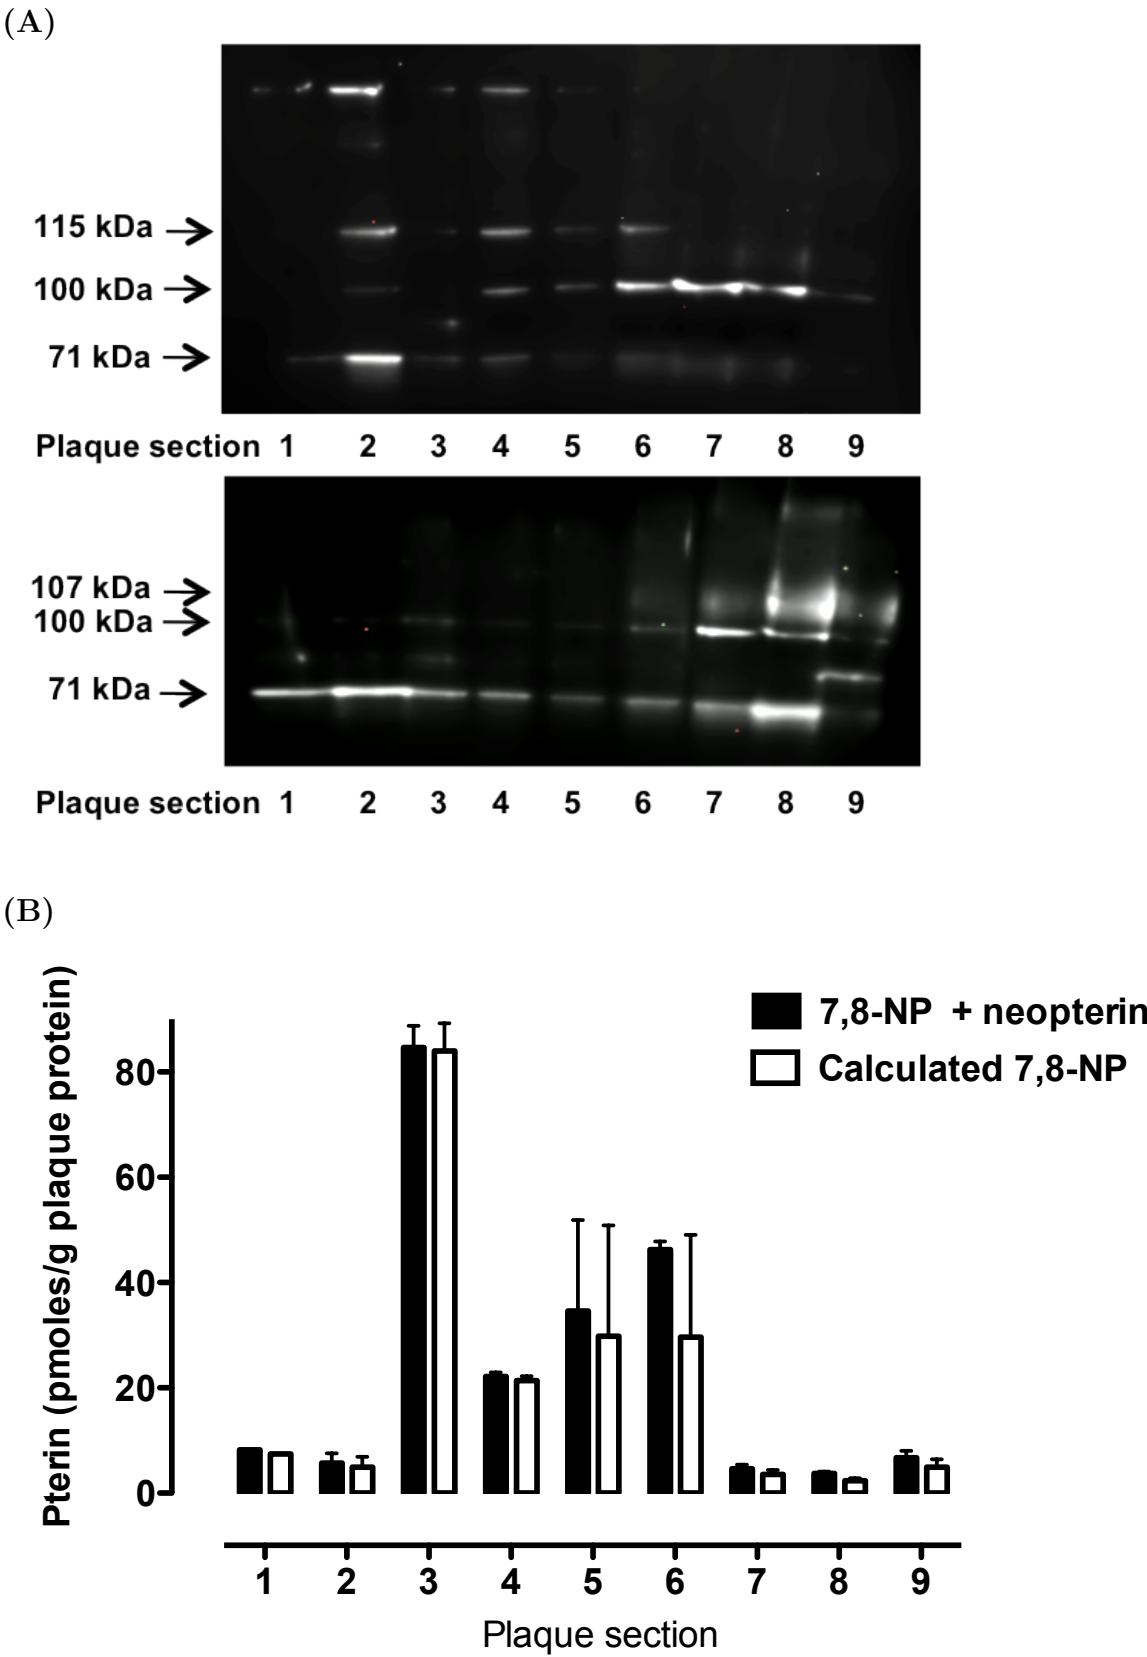 (A)
115 kDa
100 kDa
71 kDa
Plaque section 1 2 3 4 5 6 7 8 9
107 kDa
100 kDa
71 kDa
Plaque section 1 2 3 4 5 6 7 8 9
(B)
Pterin (pmoles/g plaque protein)
7,8-NP + neopterin
Calculated 7,8-NP
80
60
40
20
0
1 2 3 4 5 6 7 8 9
Plaque section